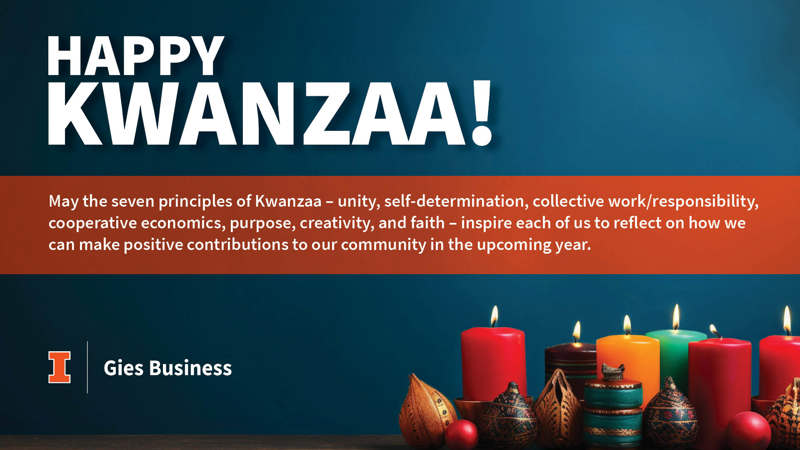 HAPPY
KWANZAA!
May the seven principles of Kwanzaa – unity, self-determination, collective work/responsibility,
cooperative economics, purpose, creativity, and faith – inspire each of us to reflect on how we
can make positive contributions to our community in the upcoming year.
I
Gies Business